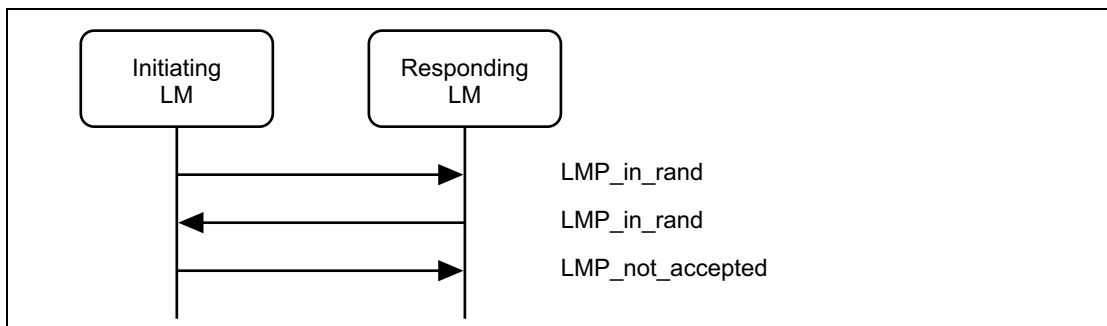 Initiating
LM
Responding
LM
LMP_in_rand
LMP_in_rand
LMP_not_accepted